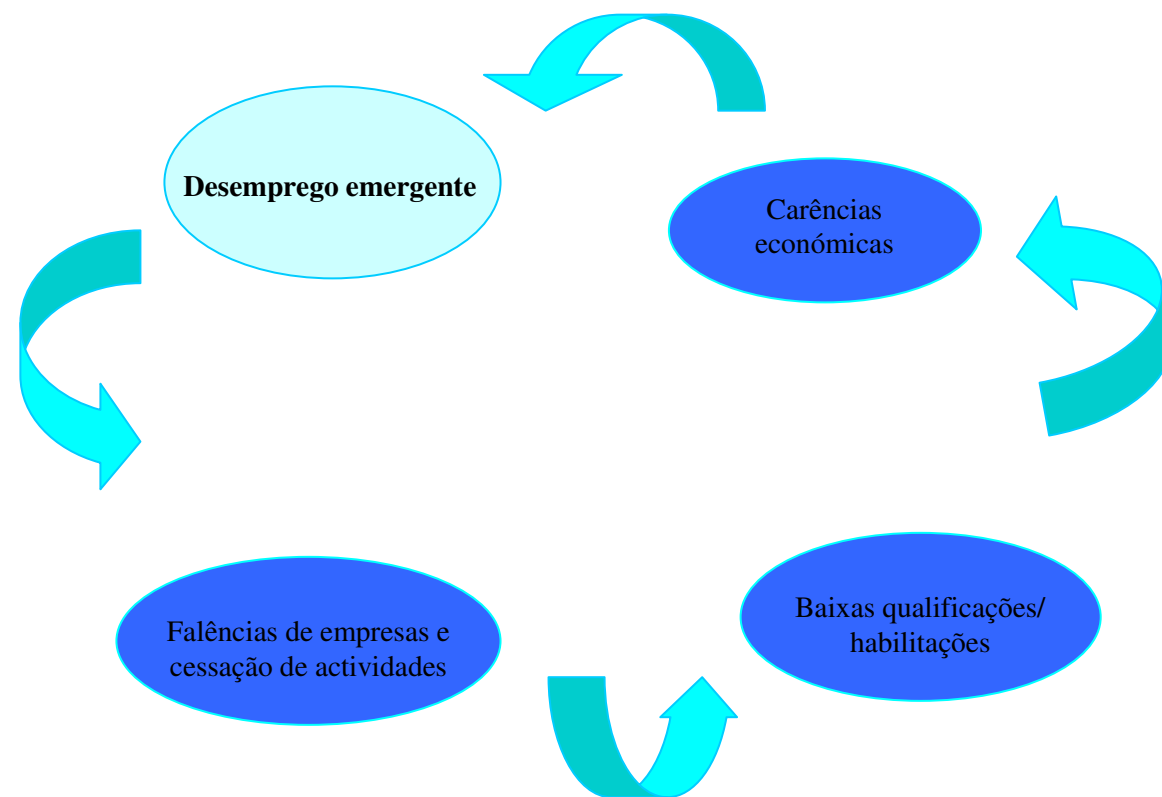 Desemprego emergente
Carências
económicas
Falências de empresas e
cessação de actividades
Baixas qualificações/
habilitações